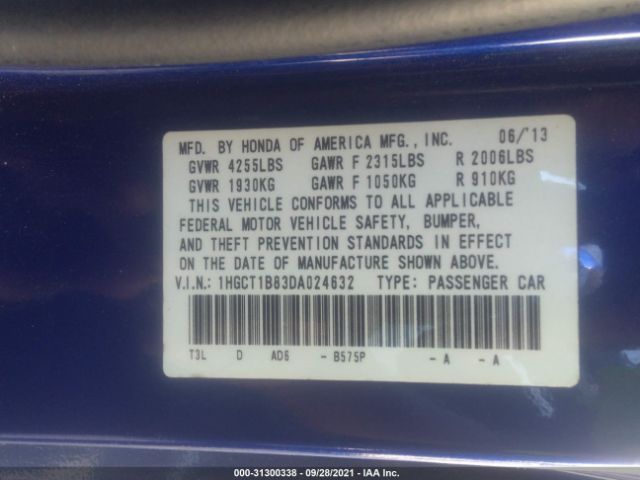 MFD. BY HONDA OF AMERICA MFG., INC. 06/'13
GVWR 4255LBS GAWR F 2315LBS R 2006LBS
GVWR 1930KG GAWR F 1050KG R 910KG
THIS VEHICLE CONFORMS TO ALL APPLICABLE
FEDERAL MOTOR VEHICLE SAFETY, BUMPER,
AND THEFT PREVENTION STANDARDS IN EFFECT
ON THE DATE OF MANUFACTURE SHOWN ABOVE.
V.I.N.: 1HGCT1B83DA024632 TYPE: PASSENGER CAR
T3L D AD6 - B575P - A - A
000-31300338 - 09/28/2021 - IAA Inc.